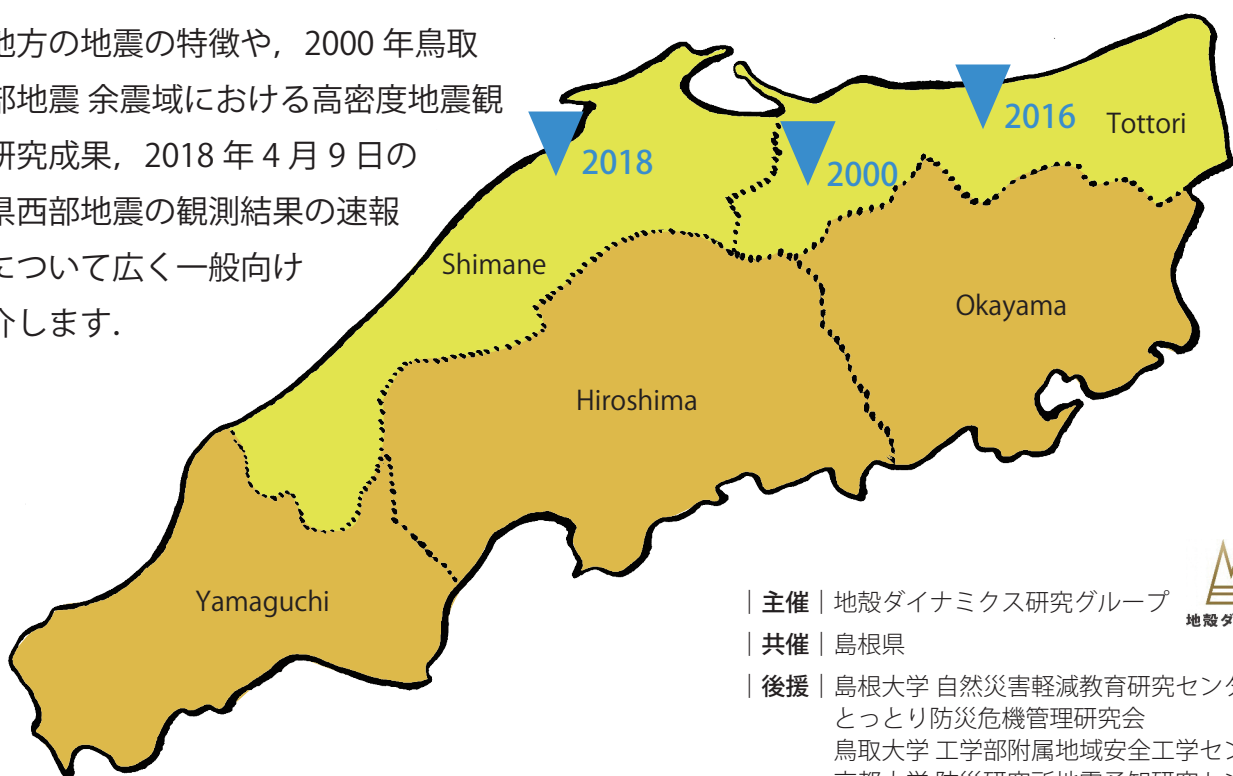 地方の地震の特徴や，2000 年鳥取
部地震 余震域における高密度地震観
研究成果，2018 年 4 月 9 日の
県西部地震の観測結果の速報
について広く一般向け
介します．
2018
2000
2016
Tottori
Shimane
Okayama
Hiroshima
Yamaguchi
｜主催｜地殻ダイナミクス研究グループ
地殻ダ
｜共催｜島根県
｜後援｜島根大学 自然災害軽減教育研究センタ
とっとり防災危機管理研究会
鳥取大学 工学部附属地域安全工学セン